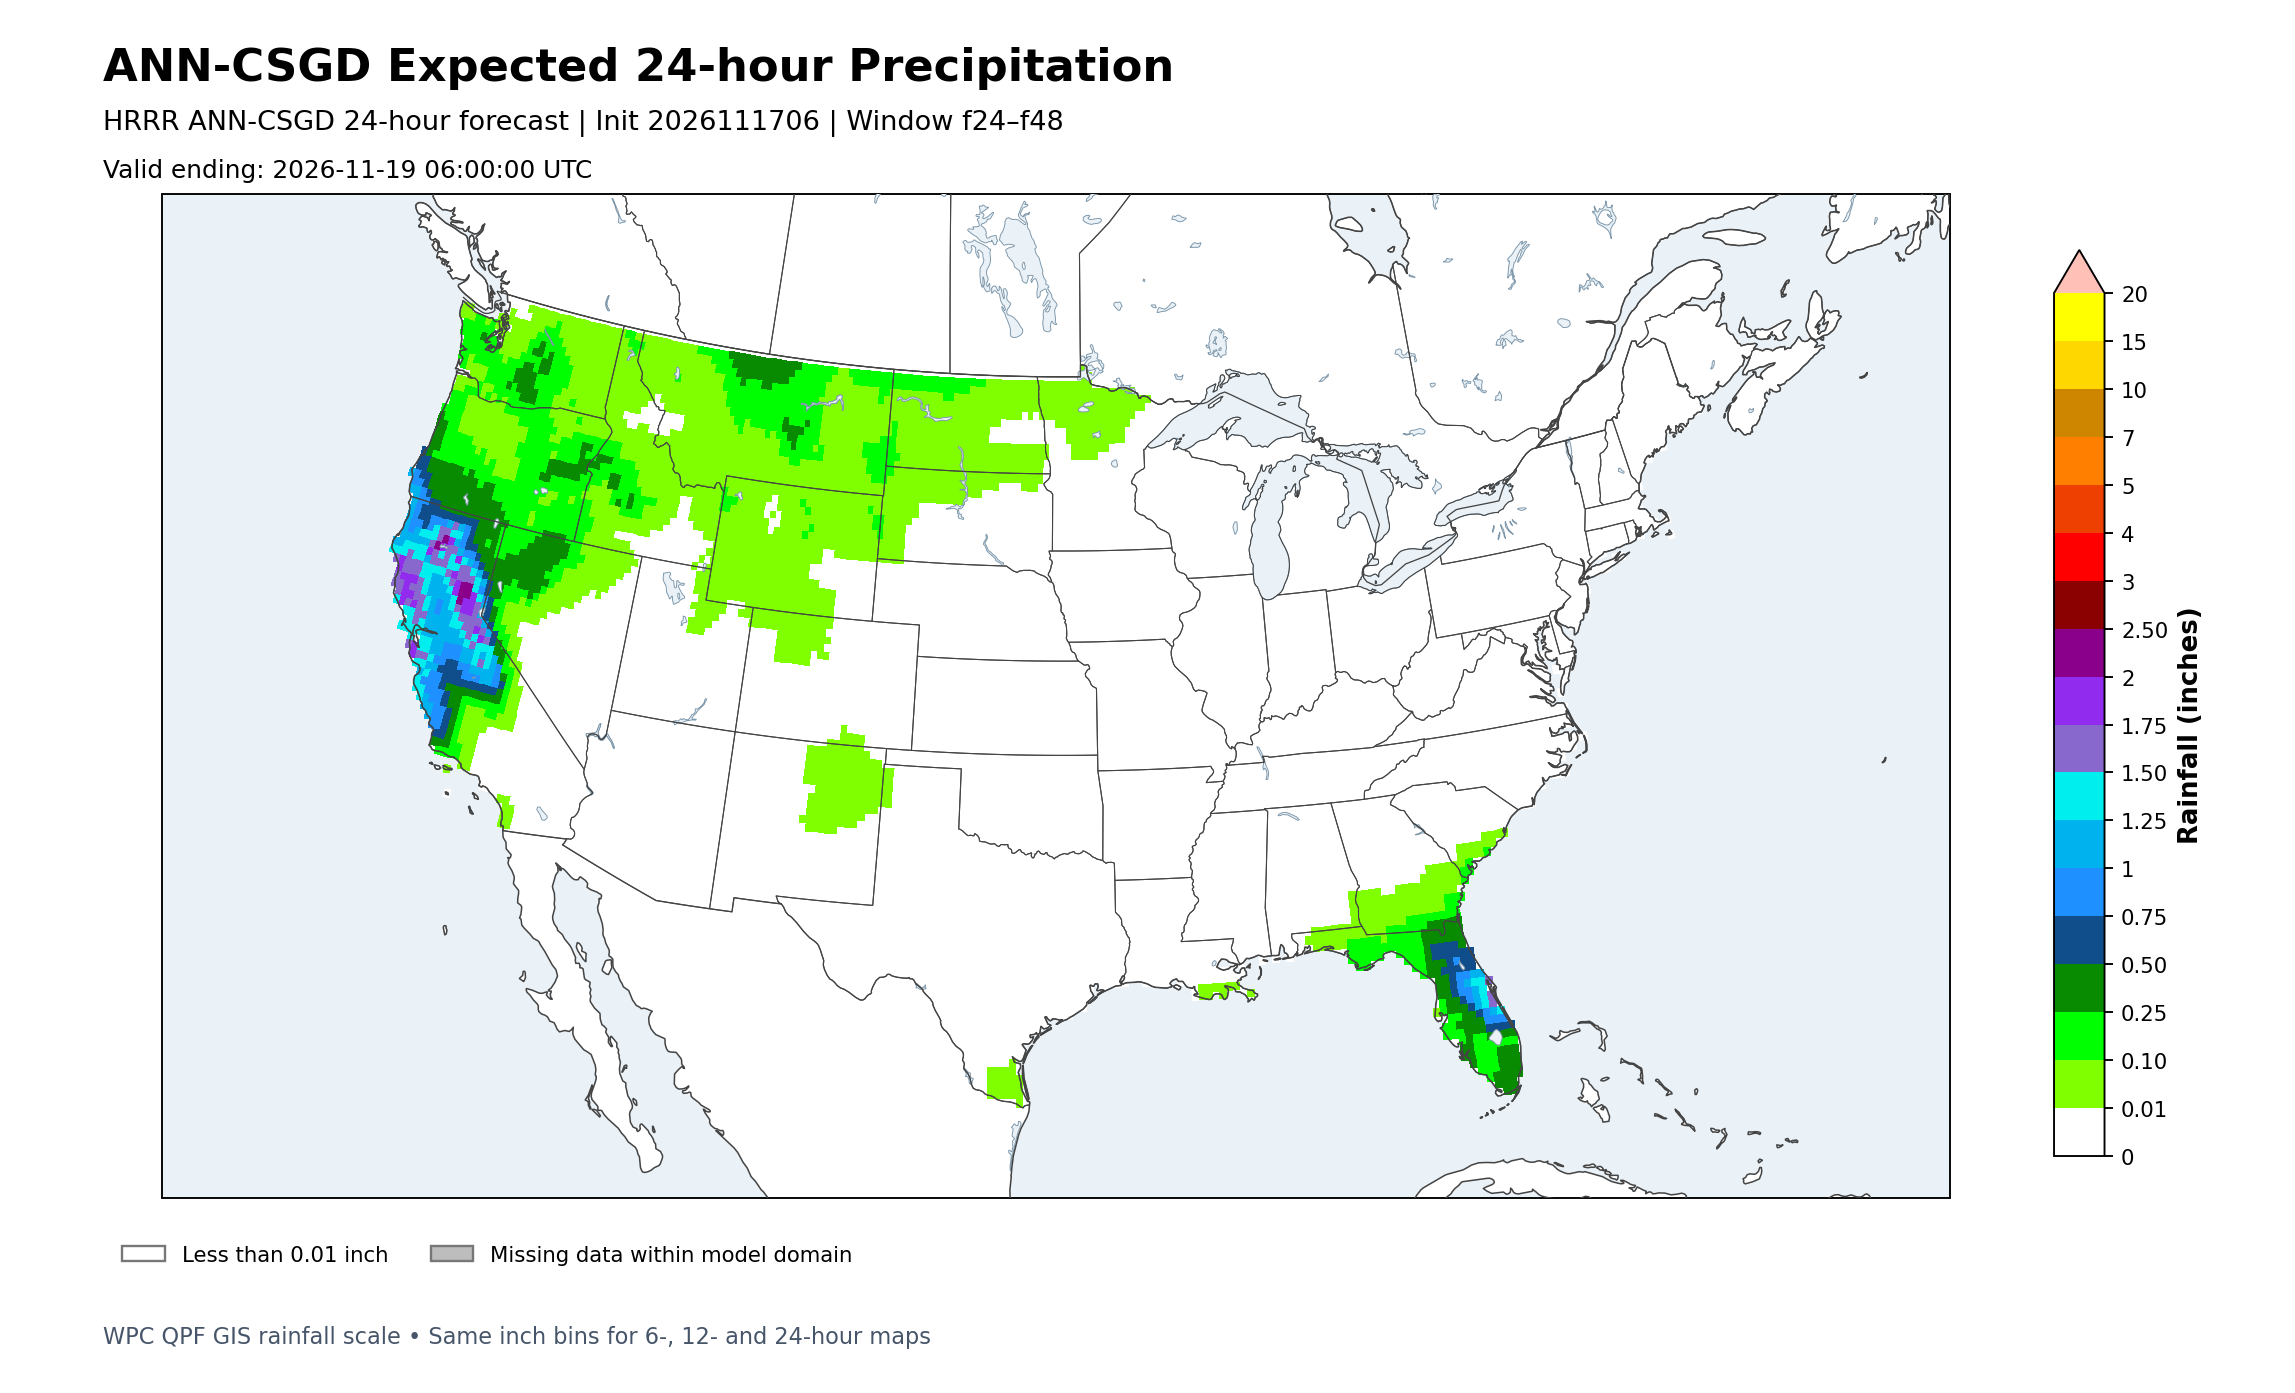 ANN-CSGD Expected 24-hour Precipitation
HRRR ANN-CSGD 24-hour forecast | Init 2026111706 | Window f24–f48
Valid ending: 2026-11-19 06:00:00 UTC
20
15
10
7
5
4
3
2.50
2
1.75
1.50
1.25
1
0.75
0.50
0.25
0.10
0.01
0
Rainfall (inches)
Less than 0.01 inch
Missing data within model domain
WPC QPF GIS rainfall scale • Same inch bins for 6-, 12- and 24-hour maps